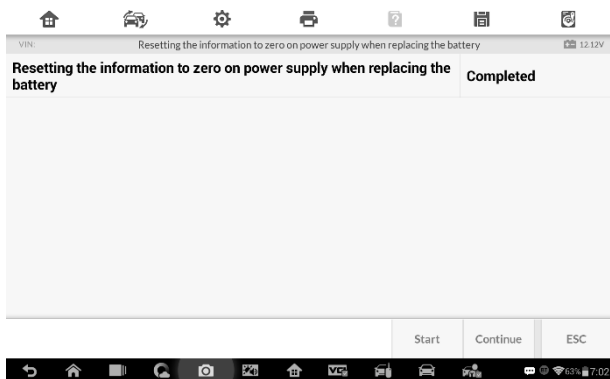 VIN:
Resetting the information to zero on power supply when replacing the battery
12.12V
Resetting the information to zero on power supply when replacing the
battery
Completed
Start
Continue
ESC
63%
7:02